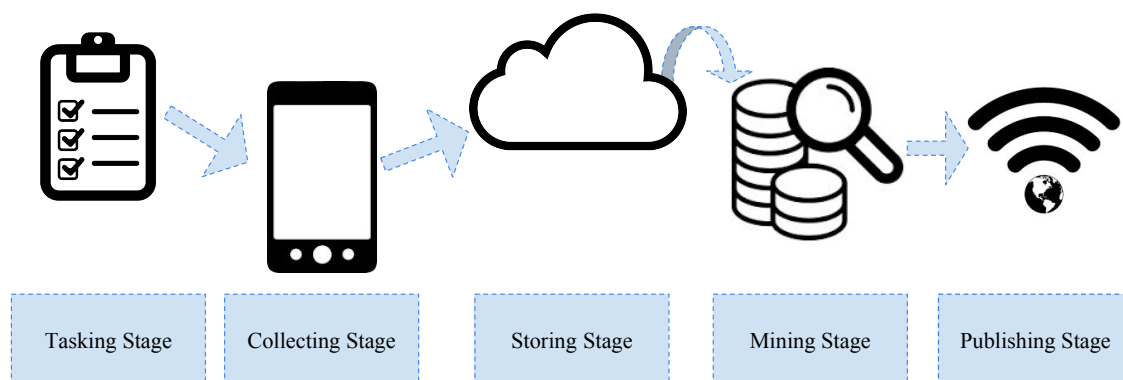 Tasking Stage
Collecting Stage
Storing Stage
Mining Stage
Publishing Stage